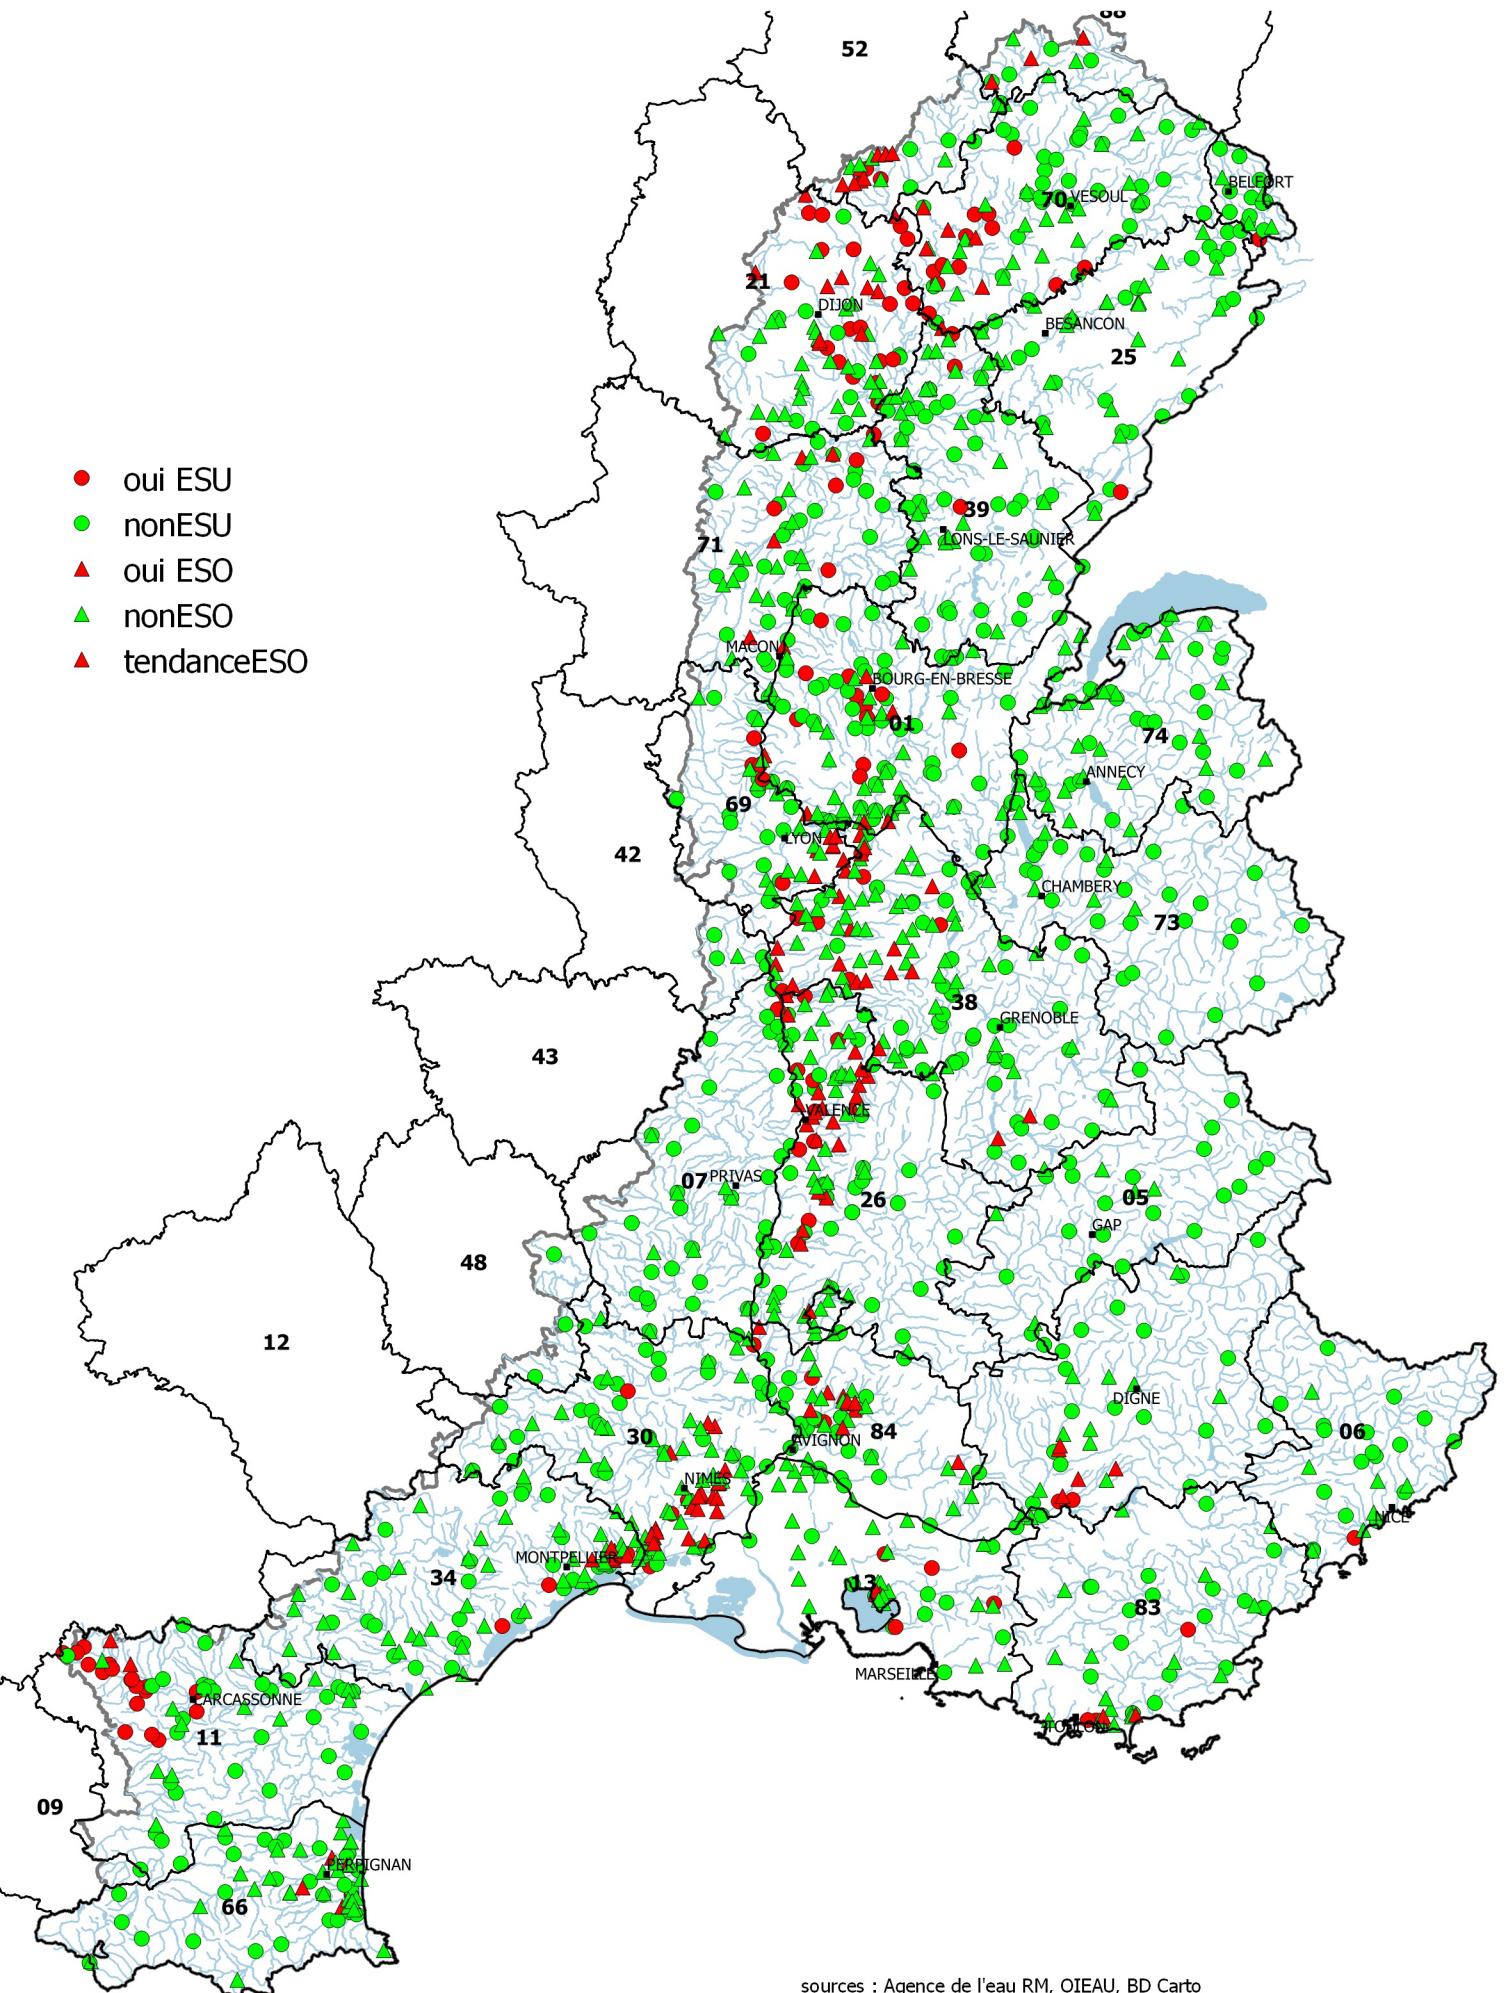 88
52
70
VESOUL
BELFORT
21
DIJON
BESANCON
25
oui ESU
39
nonESU
LONS-LE-SAUNIER
71
oui ESO
nonESO
MACON
tendanceESO
BOURG-EN-BRESSE
01
74
ANNECY
69
LYON
42
CHAMBERY
73
38
GRENOBLE
43
VALENCE
07
PRIVAS
26
05
GAP
48
12
DIGNE
84
06
30
AVIGNON
NIMES
NICE
MONTPELLIER
34
13
83
MARSEILLE
CARCASSONNE
TOULON
11
09
PERPIGNAN
66
sources : Agence de l'eau RM, OIEAU, BD Carto